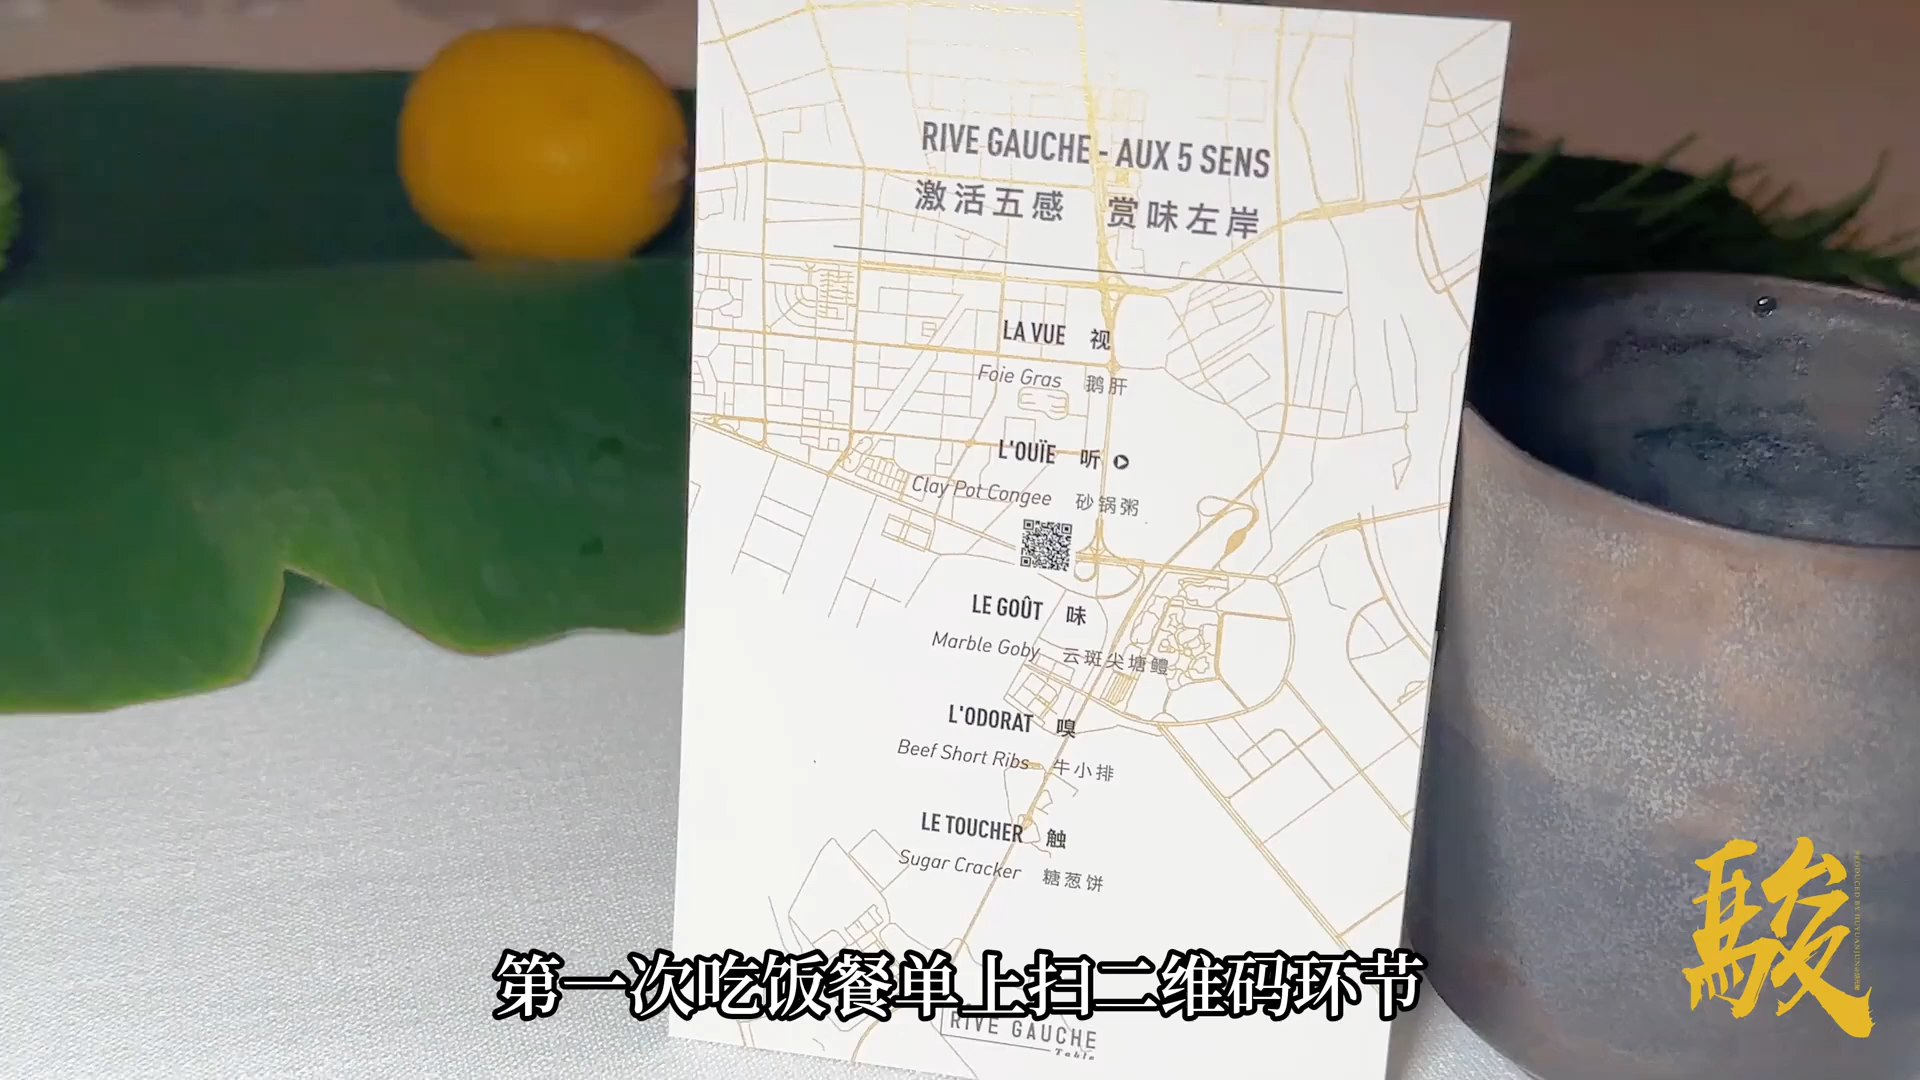 RIVE GAUCHE - AUX 5 SENS
激活五感 赏味左岸
LA VUE 视
Foie Gras 鹅肝
L'OUÏE 听
Clay Pot Congee 砂锅粥
LE GOÛT 味
Marble Goby 云斑尖塘鳢
L'ODORAT 嗅
Beef Short Ribs 牛小排
LE TOUCHER 触
Sugar Cracker 糖葱饼
第一次吃饭餐单上扫二维码环节
RIVE GAUCHE
Table
駿